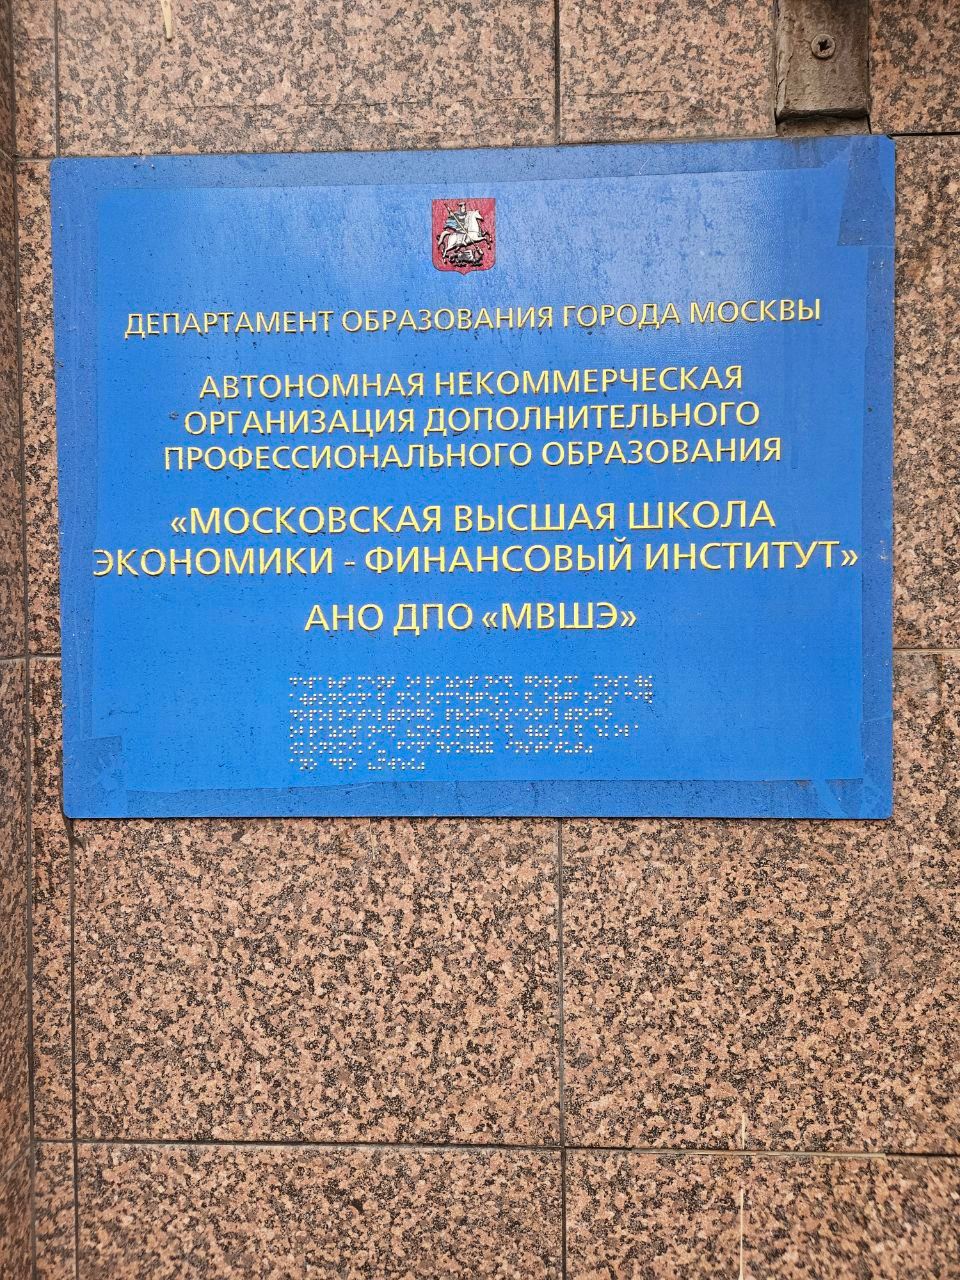 ДЕПАРТАМЕНТ ОБРАЗОВАНИЯ ГОРОДА МОСКВЫ
АВТОНОМНАЯ НЕКОММЕРЧЕСКАЯ
ОРГАНИЗАЦИЯ ДОПОЛНИТЕЛЬНОГО
ПРОФЕССИОНАЛЬНОГО ОБРАЗОВАНИЯ
«МОСКОВСКАЯ ВЫСШАЯ ШКОЛА
ЭКОНОМИКИ - ФИНАНСОВЫЙ ИНСТИТУТ»
АНО ДПО «МВШЭ»